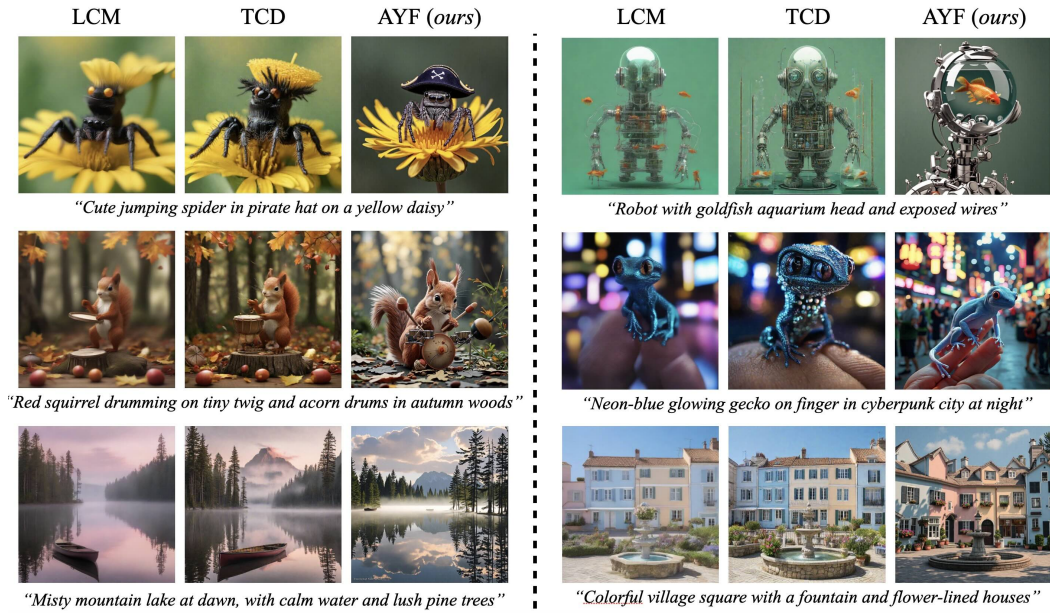 LCM TCD AYF (ours)
“Cute jumping spider in pirate hat on a yellow daisy”
“Red squirrel drumming on tiny twig and acorn drums in autumn woods”
“Misty mountain lake at dawn, with calm water and lush pine trees”
LCM TCD AYF (ours)
“Robot with goldfish aquarium head and exposed wires”
“Neon-blue glowing gecko on finger in cyberpunk city at night”
“Colorful village square with a fountain and flower-lined houses”